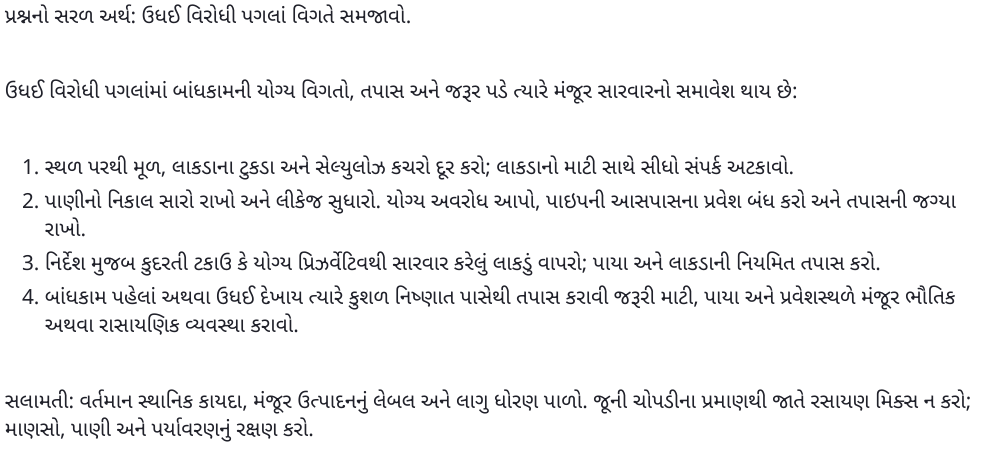 પ્રશ્નનો સરળ અર્થ: ઉધઈ વિરોધી પગલાં વિગતે સમજાવો.
ઉધઈ વિરોધી પગલાંમાં બાંધકામની યોગ્ય વિગતો, તપાસ અને જરૂર પડે ત્યારે મંજૂર સારવારનો સમાવેશ થાય છે:
1. સ્થળ પરથી મૂળ, લાકડાના ટુકડા અને સેલ્યુલોઝ કચરો દૂર કરો; લાકડાનો માટી સાથે સીધો સંપર્ક અટકાવો.
2. પાણીનો નિકાલ સારો રાખો અને લીકેજ સુધારો. યોગ્ય અવરોધ આપો, પાઇપની આસપાસના પ્રવેશ બંધ કરો અને તપાસની જગ્યા
રાખો.
3. નિર્દેશ મુજબ કુદરતી ટકાઉ કે યોગ્ય પ્રિઝર્વેટિવથી સારવાર કરેલું લાકડું વાપરો; પાયા અને લાકડાની નિયમિત તપાસ કરો.
4. બાંધકામ પહેલાં અથવા ઉધઈ દેખાય ત્યારે કુશળ નિષ્ણાત પાસેથી તપાસ કરાવી જરૂરી માટી, પાયા અને પ્રવેશસ્થળે મંજૂર ભૌતિક
અથવા રાસાયણિક વ્યવસ્થા કરાવો.
સલામતી: વર્તમાન સ્થાનિક કાયદા, મંજૂર ઉત્પાદનનું લેબલ અને લાગુ ધોરણ પાળો. જૂની ચોપડીના પ્રમાણથી જાતે રસાયણ મિક્સ ન કરો;
માણસો, પાણી અને પર્યાવરણનું રક્ષણ કરો.